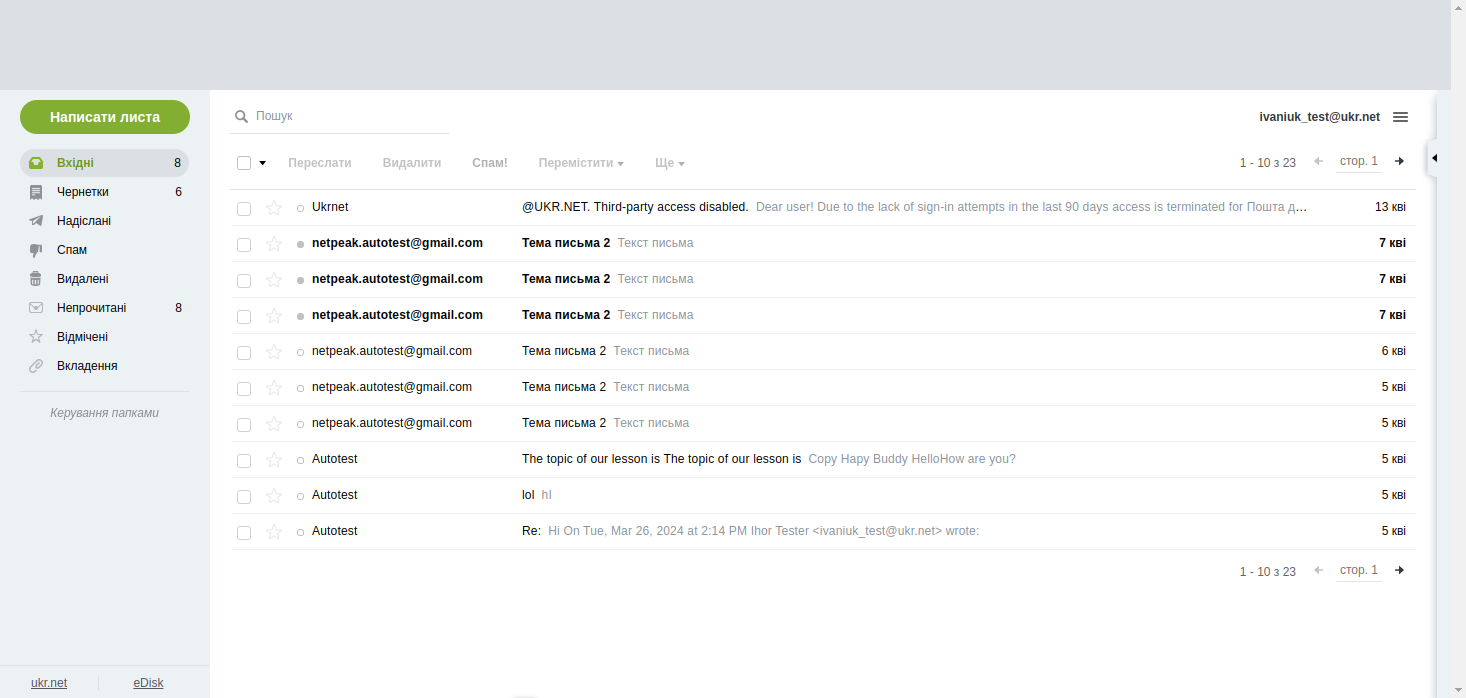 Написати листа
Пошук
ivaniuk_test@ukr.net
Вхідні 8
Чернетки 6
Надіслані
Спам
Видалені
Непрочитані 8
Відмічені
Вкладення
Керування папками
Переслати Видалити Спам! Перемістити Ще 1 - 10 з 23 стор. 1
Ukrnet @UKR.NET. Third-party access disabled. Dear user! Due to the lack of sign-in attempts in the last 90 days access is terminated for Пошта д... 13 кві
netpeak.autotest@gmail.com Тема письма 2 Текст письма 7 кві
netpeak.autotest@gmail.com Тема письма 2 Текст письма 7 кві
netpeak.autotest@gmail.com Тема письма 2 Текст письма 7 кві
netpeak.autotest@gmail.com Тема письма 2 Текст письма 6 кві
netpeak.autotest@gmail.com Тема письма 2 Текст письма 5 кві
netpeak.autotest@gmail.com Тема письма 2 Текст письма 5 кві
Autotest The topic of our lesson is The topic of our lesson is Copy Hapy Buddy HelloHow are you? 5 кві
Autotest lol hI 5 кві
Autotest Re: Hi On Tue, Mar 26, 2024 at 2:14 PM Ihor Tester <ivaniuk_test@ukr.net> wrote: 5 кві
1 - 10 з 23 стор. 1
ukr.net eDisk